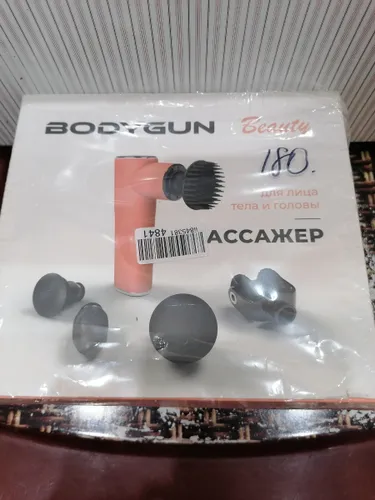 BODYGUN Beauty
180.
для лица
тела и головы
АССАЖЕР
4841